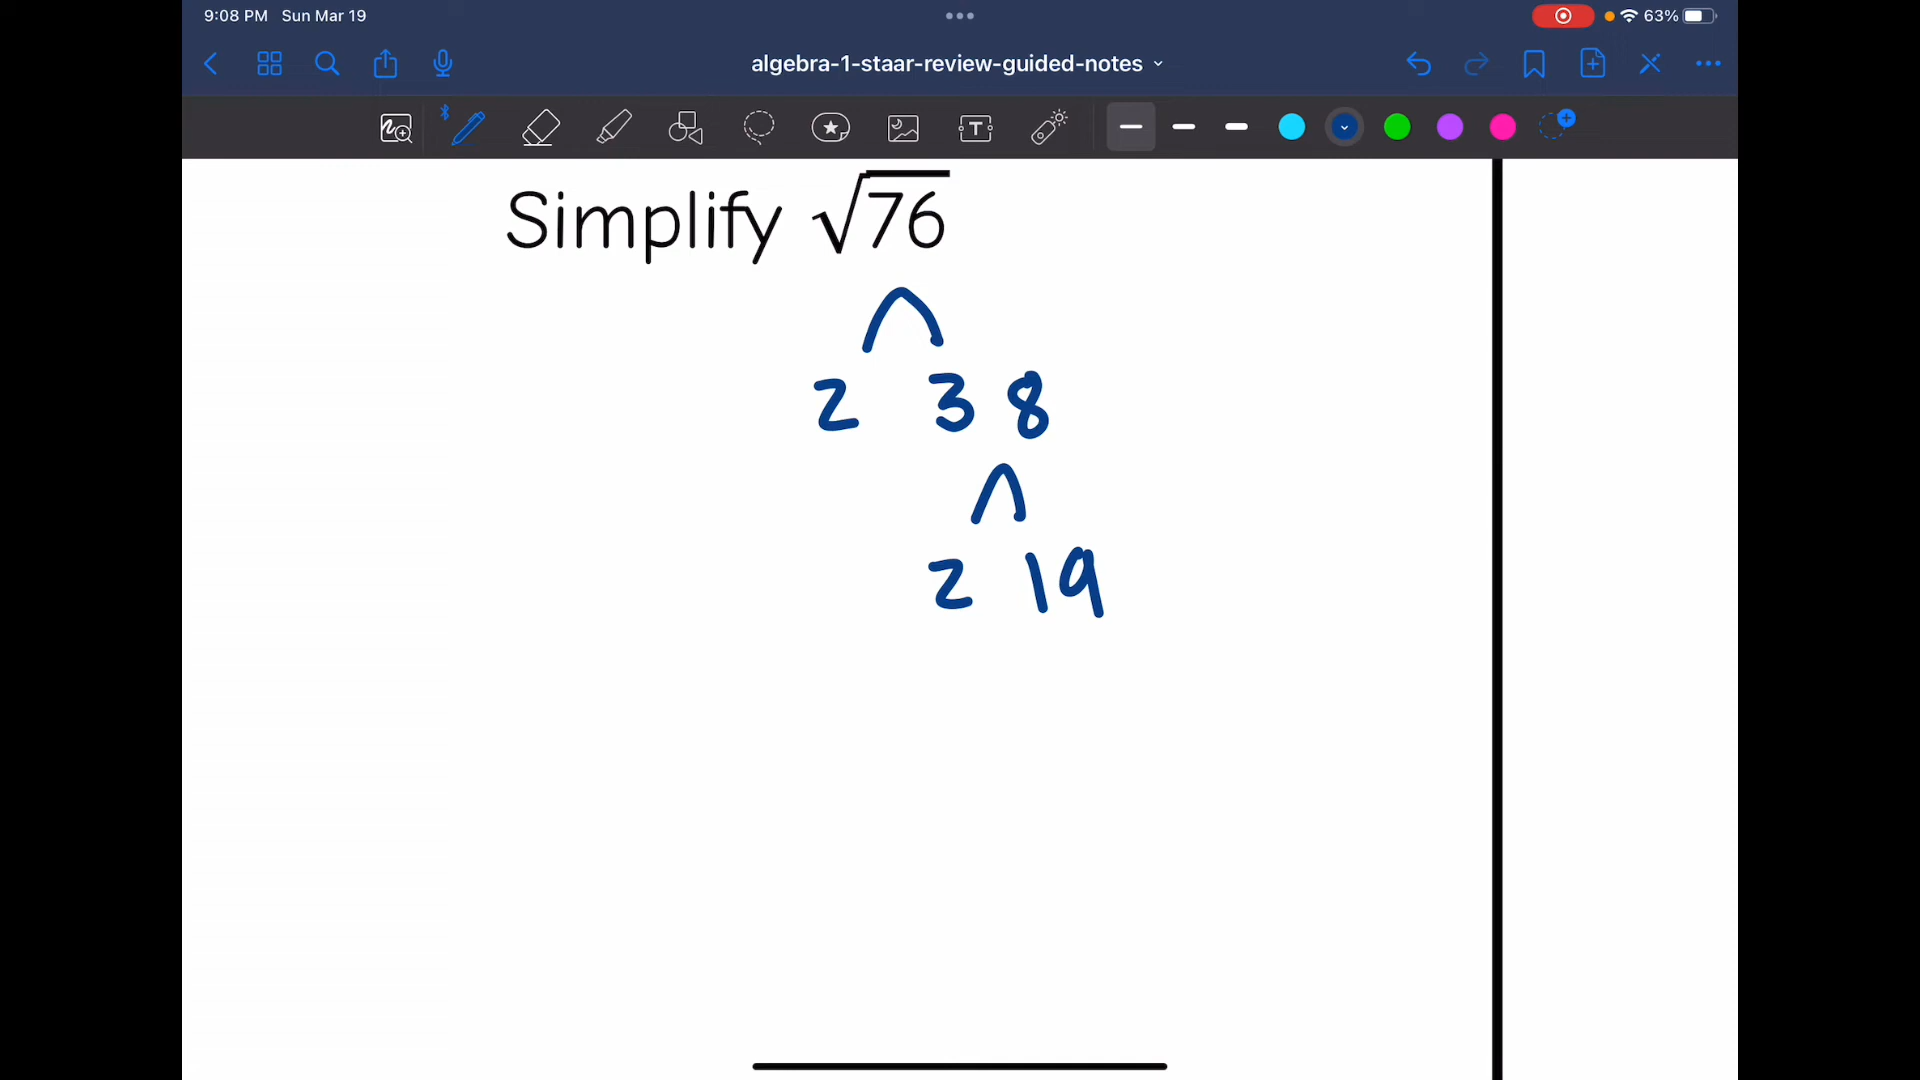 9:08 PM Sun Mar 19
63%
algebra-1-staar-review-guided-notes
T
Simplify √76
2 38
2 19